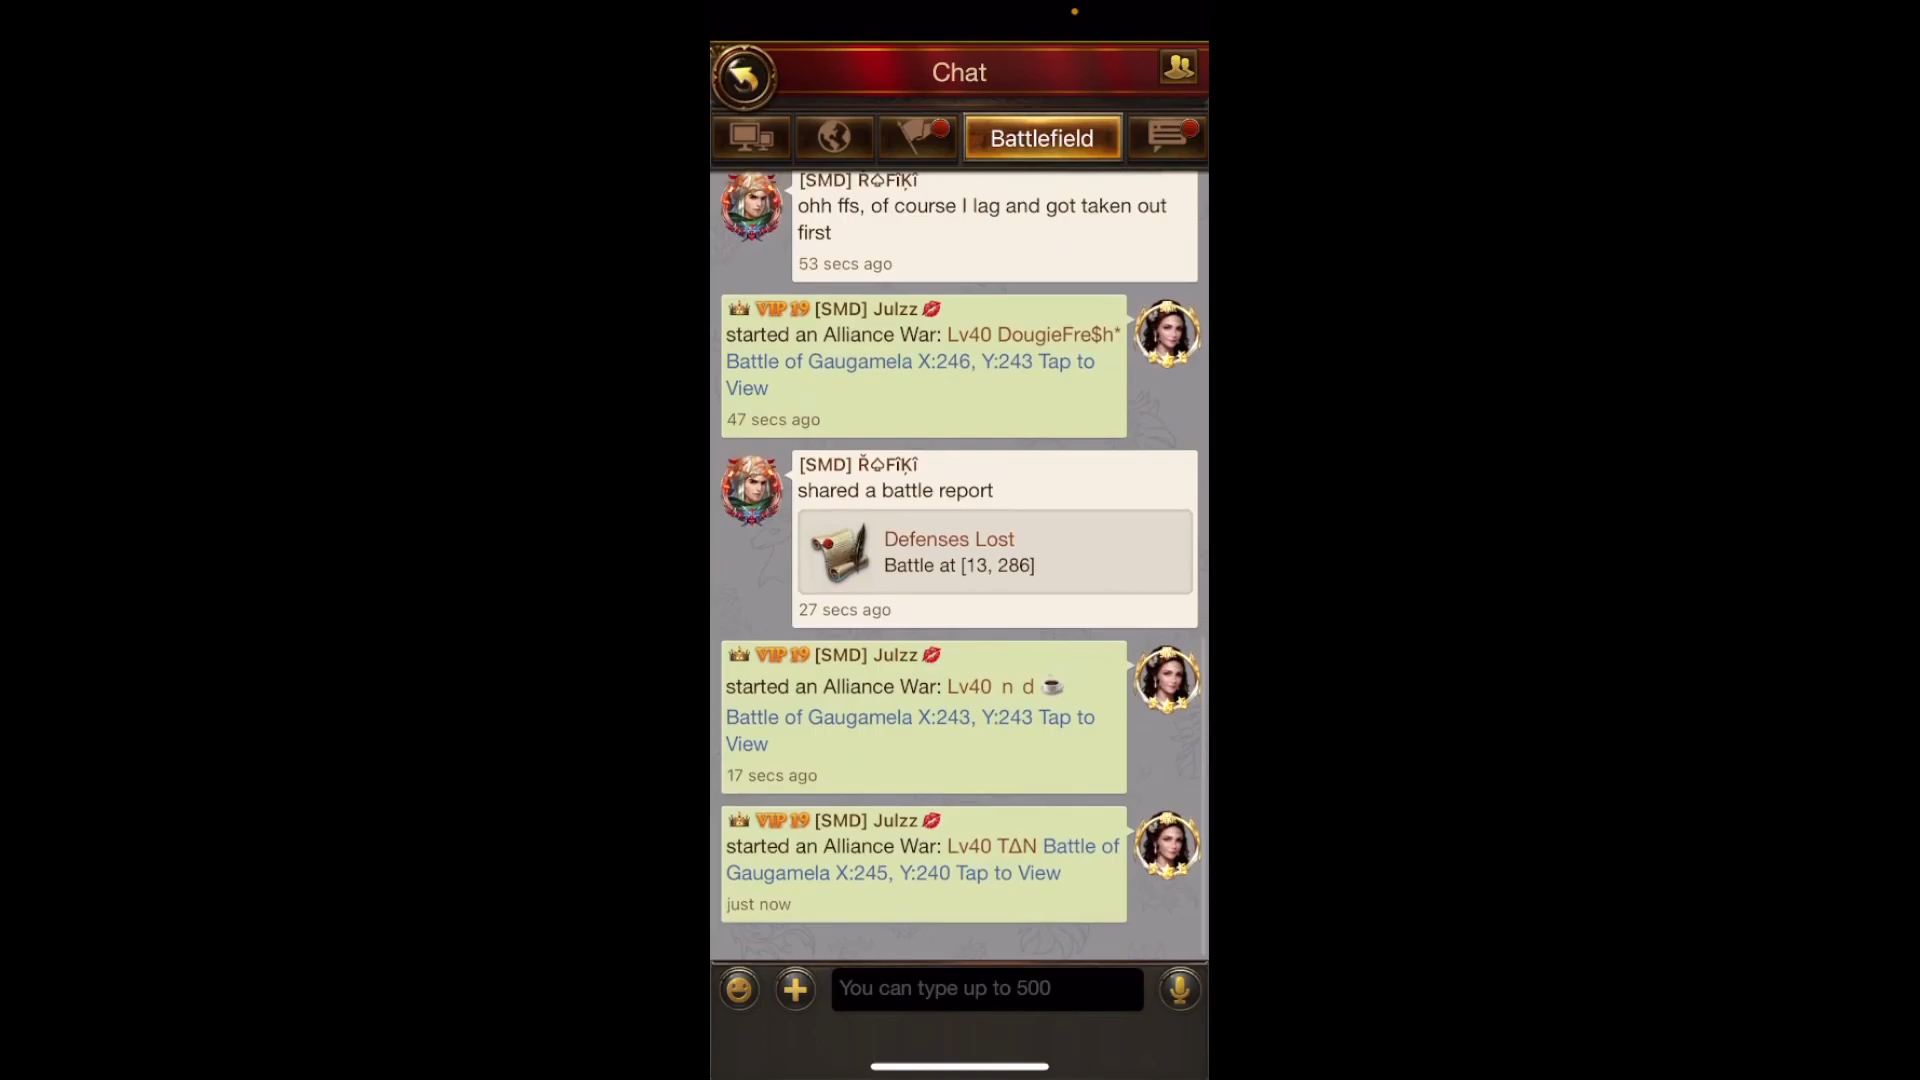 Chat
Battlefield
[SMD] Ř♤FîĶî
ohh ffs, of course I lag and got taken out
first
53 secs ago
VIP 19 [SMD] Julzz💋
started an Alliance War: Lv40 DougieFre$h*
Battle of Gaugamela X:246, Y:243 Tap to
View
47 secs ago
[SMD] Ř♤FîĶî
shared a battle report
Defenses Lost
Battle at [13, 286]
27 secs ago
VIP 19 [SMD] Julzz💋
started an Alliance War: Lv40 n d☕
Battle of Gaugamela X:243, Y:243 Tap to
View
17 secs ago
VIP 19 [SMD] Julzz💋
started an Alliance War: Lv40 TΔN Battle of
Gaugamela X:245, Y:240 Tap to View
just now
You can type up to 500